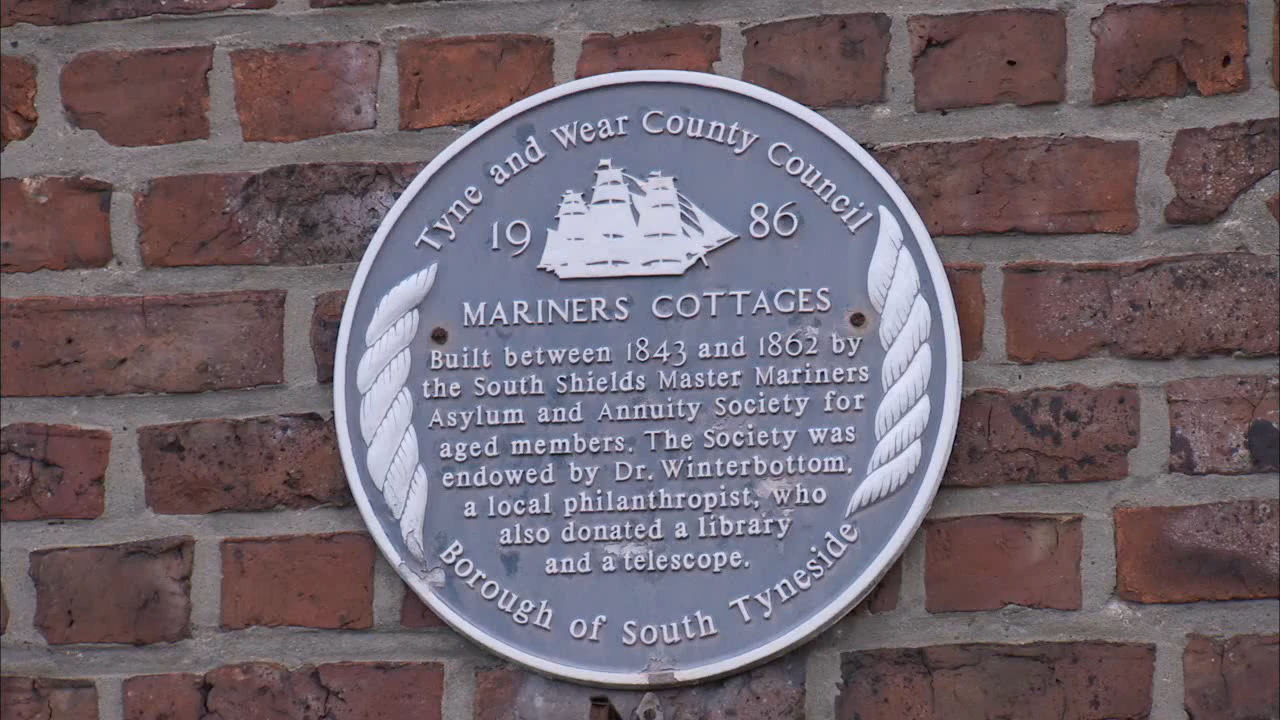 Tyne and Wear County Council
19 86
MARINERS COTTAGES
Built between 1843 and 1862 by
the South Shields Master Mariners
Asylum and Annuity Society for
aged members. The Society was
endowed by Dr. Winterbottom,
a local philanthropist, who
also donated a library
and a telescope.
Borough of South Tyneside